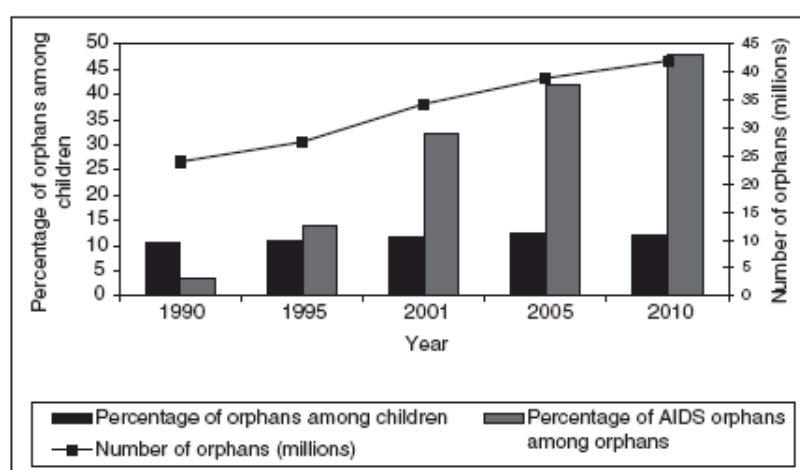 Percentage of orphans among
children
50
45
40
35
30
25
20
15
10
5
0
45
40
35
30
25
20
15
10
5
0
Number of orphans (millions)
1990 1995 2001 2005 2010
Year
Percentage of orphans among children
Percentage of AIDS orphans
among orphans
Number of orphans (millions)